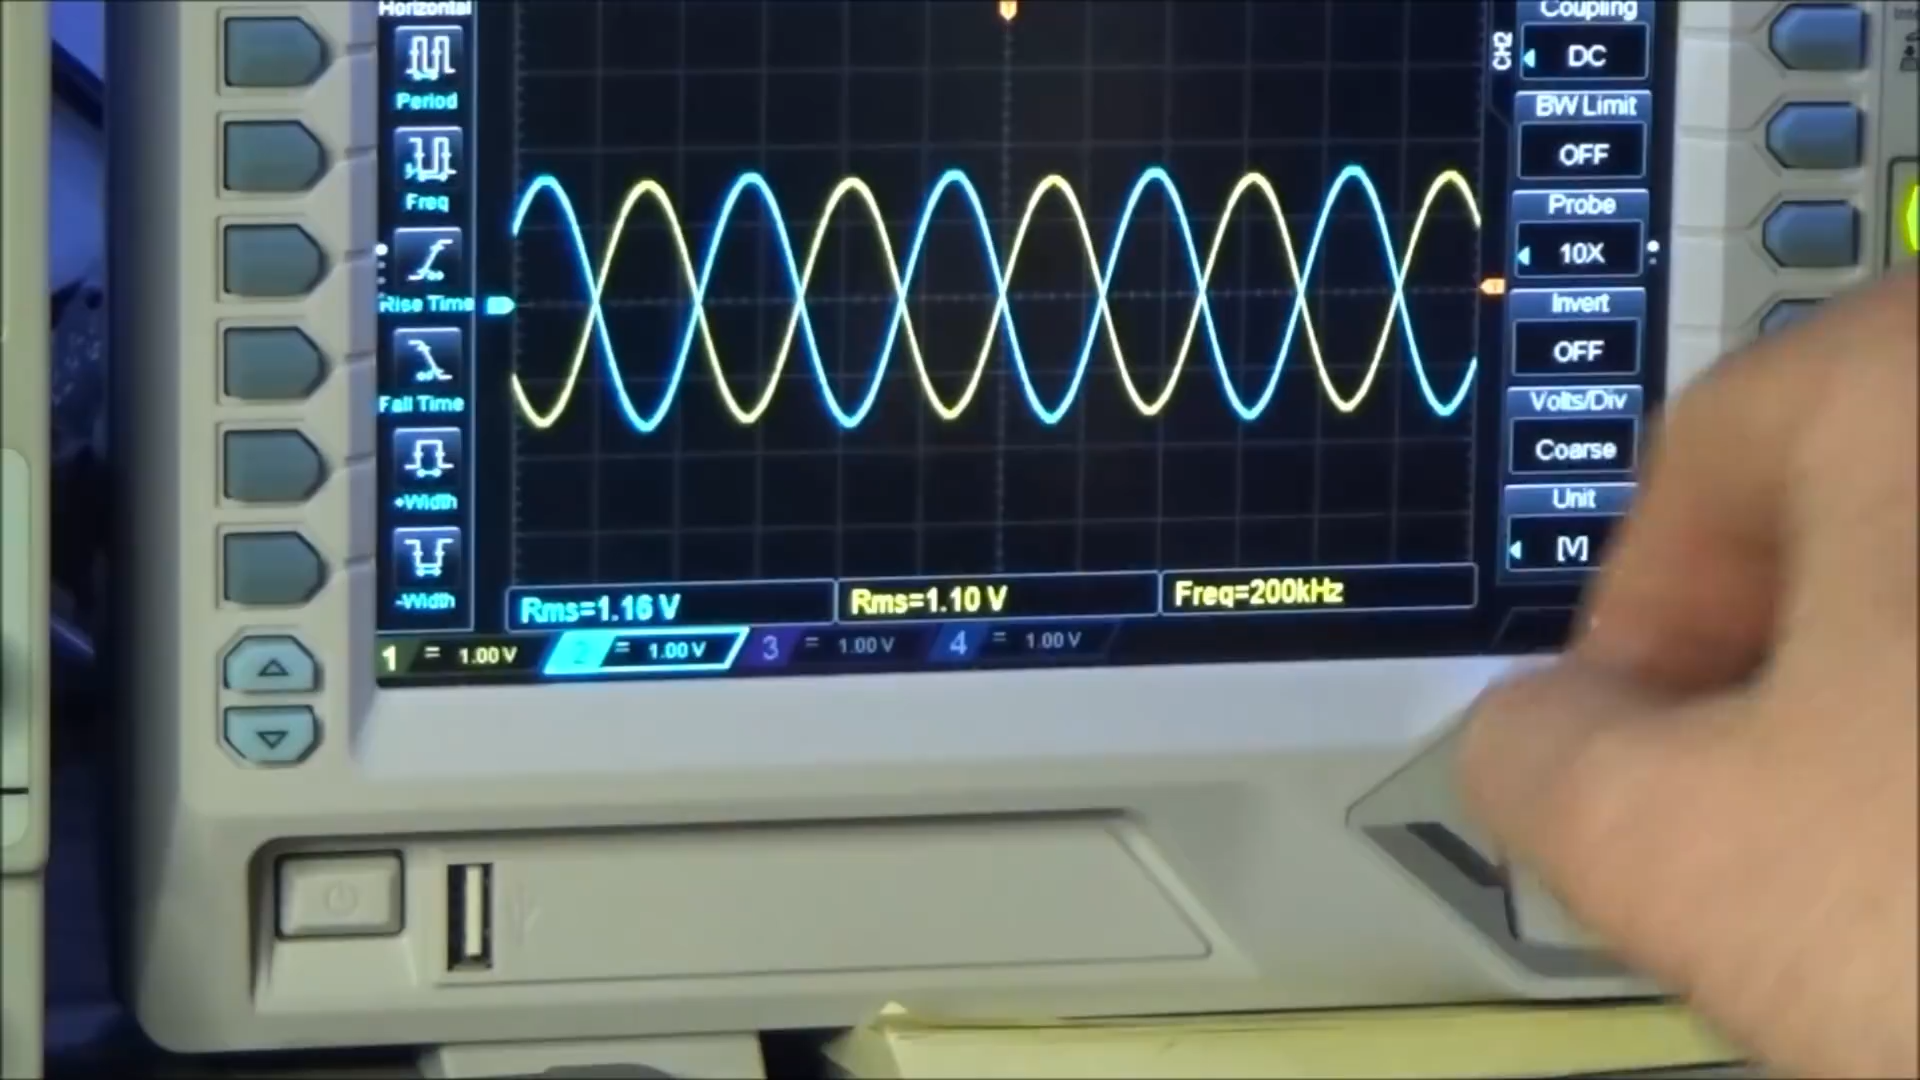 Horizontal
Period
Freq
Rise Time
Fall Time
+Width
-Width
CH2
Coupling
DC
BW Limit
OFF
Probe
10X
Invert
OFF
Volts/Div
Coarse
Unit
[V]
Rms=1.16 V
Rms=1.10 V
Freq=200kHz
1 = 1.00 V
2 = 1.00 V
3 = 1.00 V
4 = 1.00 V